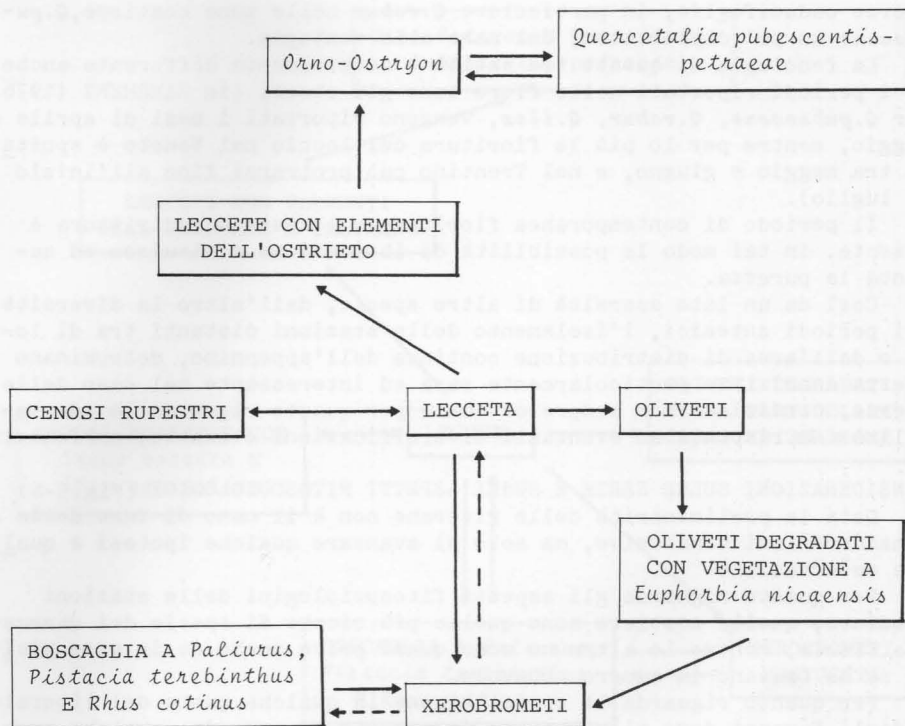 Orno-Ostryon
Quercetalia pubescentis-
petraeae
LECCETE CON ELEMENTI
DELL'OSTRIETO
CENOSI RUPESTRI
LECCETA
OLIVETI
OLIVETI DEGRADATI
CON VEGETAZIONE A
Euphorbia nicaensis
BOSCAGLIA A Paliurus,
Pistacia terebinthus
E Rhus cotinus
XEROBROMETI